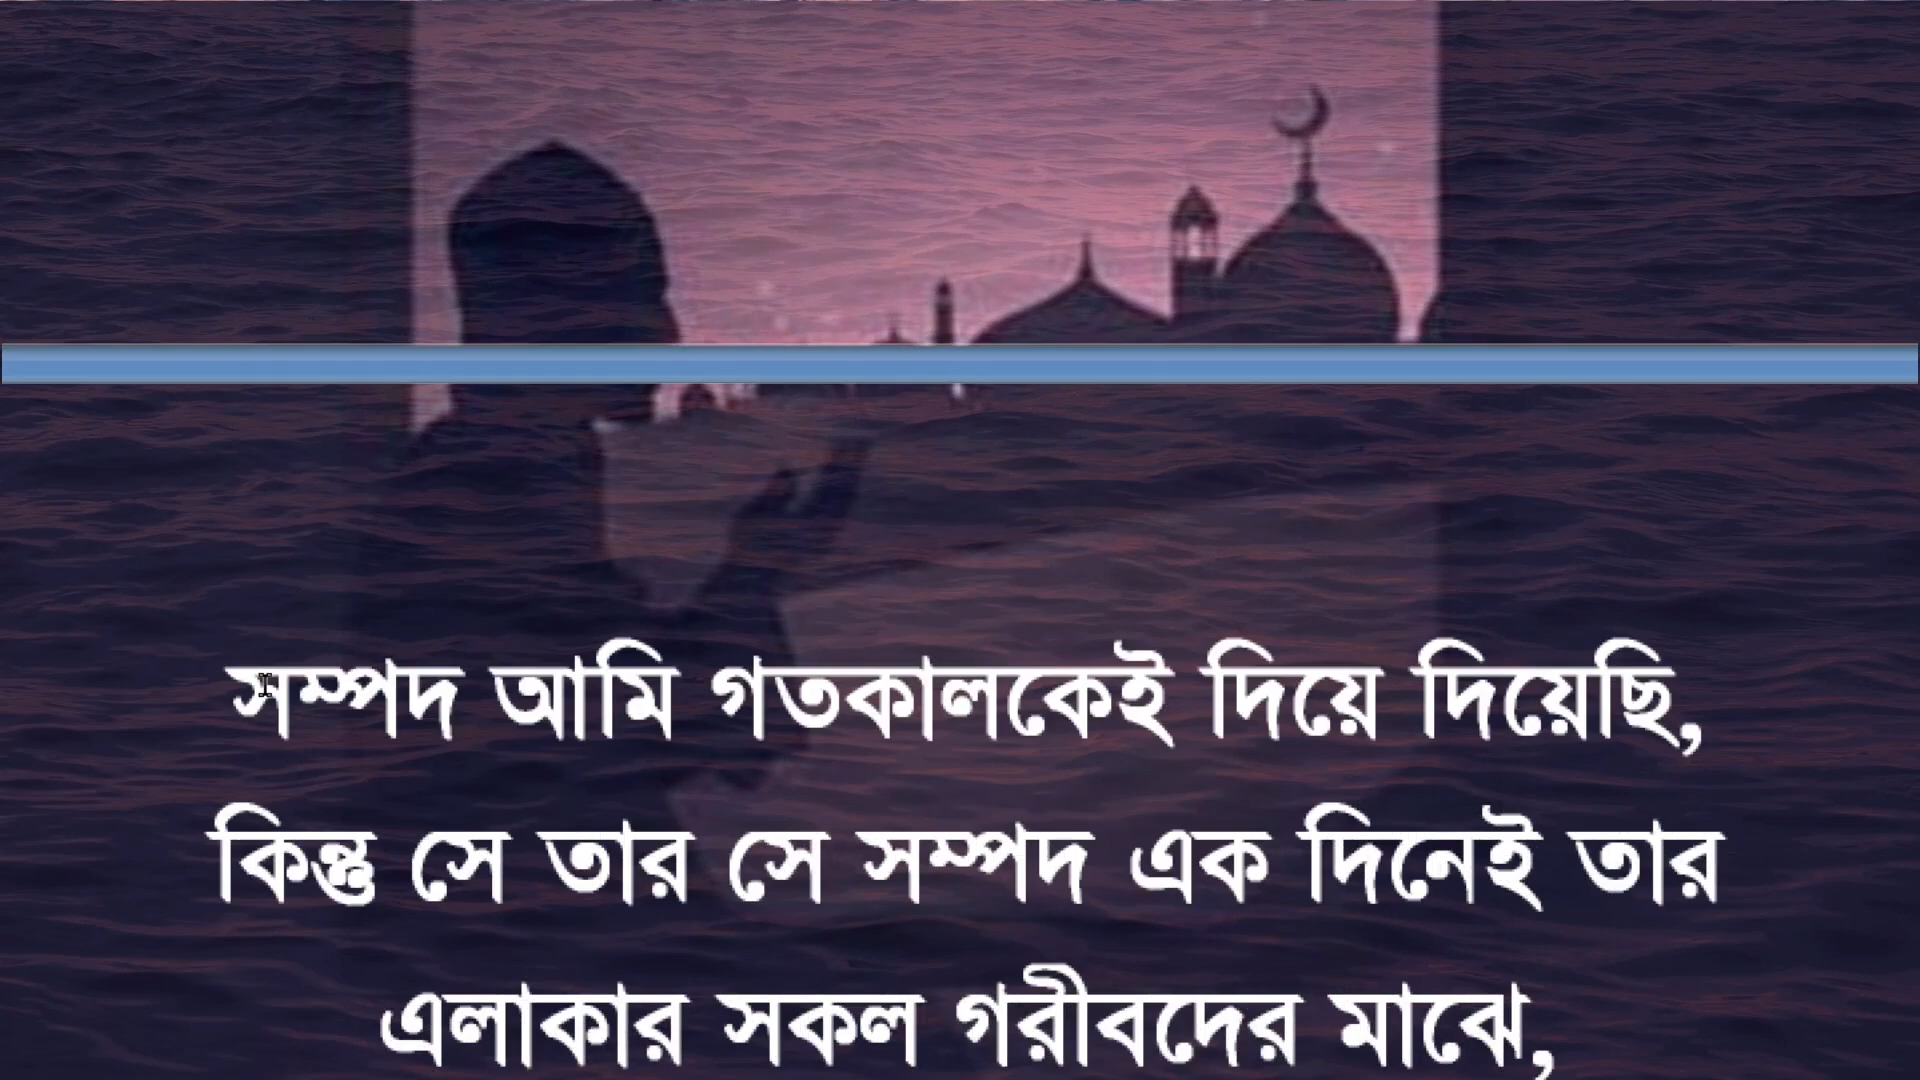 সম্পদ আমি গতকালকেই দিয়ে দিয়েছি,
কিন্তু সে তার সে সম্পদ এক দিনেই তার
এলাকার সকল গরীবদের মাঝে,